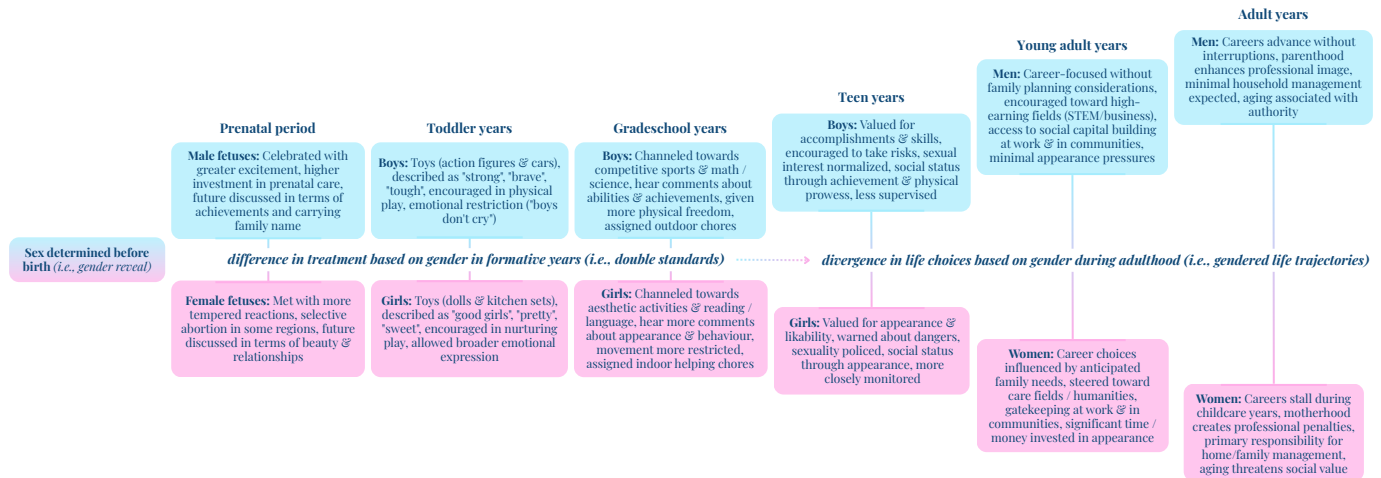 Adult years
Men: Careers advance without
interruptions, parenthood
enhances professional image,
minimal household management
expected, aging associated with
authority
Young adult years
Men: Career-focused without
family planning considerations,
encouraged toward high-
earning fields (STEM/business),
access to social capital building
at work & in communities,
minimal appearance pressures
Teen years
Boys: Valued for
accomplishments & skills,
encouraged to take risks, sexual
interest normalized, social status
through achievement & physical
prowess, less supervised
Prenatal period
Male fetuses: Celebrated with
greater excitement, higher
investment in prenatal care,
future discussed in terms of
achievements and carrying
family name
Toddler years
Boys: Toys (action figures & cars),
described as "strong", "brave",
"tough", encouraged in physical
play, emotional restriction ("boys
don't cry")
Gradeschool years
Boys: Channeled towards
competitive sports & math /
science, hear comments about
abilities & achievements, given
more physical freedom,
assigned outdoor chores
Sex determined before
birth (i.e., gender reveal)
difference in treatment based on gender in formative years (i.e., double standards)
divergence in life choices based on gender during adulthood (i.e., gendered life trajectories)
Female fetuses: Met with more
tempered reactions, selective
abortion in some regions, future
discussed in terms of beauty &
relationships
Girls: Toys (dolls & kitchen sets),
described as "good girls", "pretty",
"sweet", encouraged in nurturing
play, allowed broader emotional
expression
Girls: Channeled towards
aesthetic activities & reading /
language, hear more comments
about appearance & behaviour,
movement more restricted,
assigned indoor helping chores
Girls: Valued for appearance &
likability, warned about dangers,
sexuality policed, social status
through appearance, more
closely monitored
Women: Career choices
influenced by anticipated
family needs, steered toward
care fields / humanities,
gatekeeping at work & in
communities, significant time /
money invested in appearance
Women: Careers stall during
childcare years, motherhood
creates professional penalties,
primary responsibility for
home/family management,
aging threatens social value